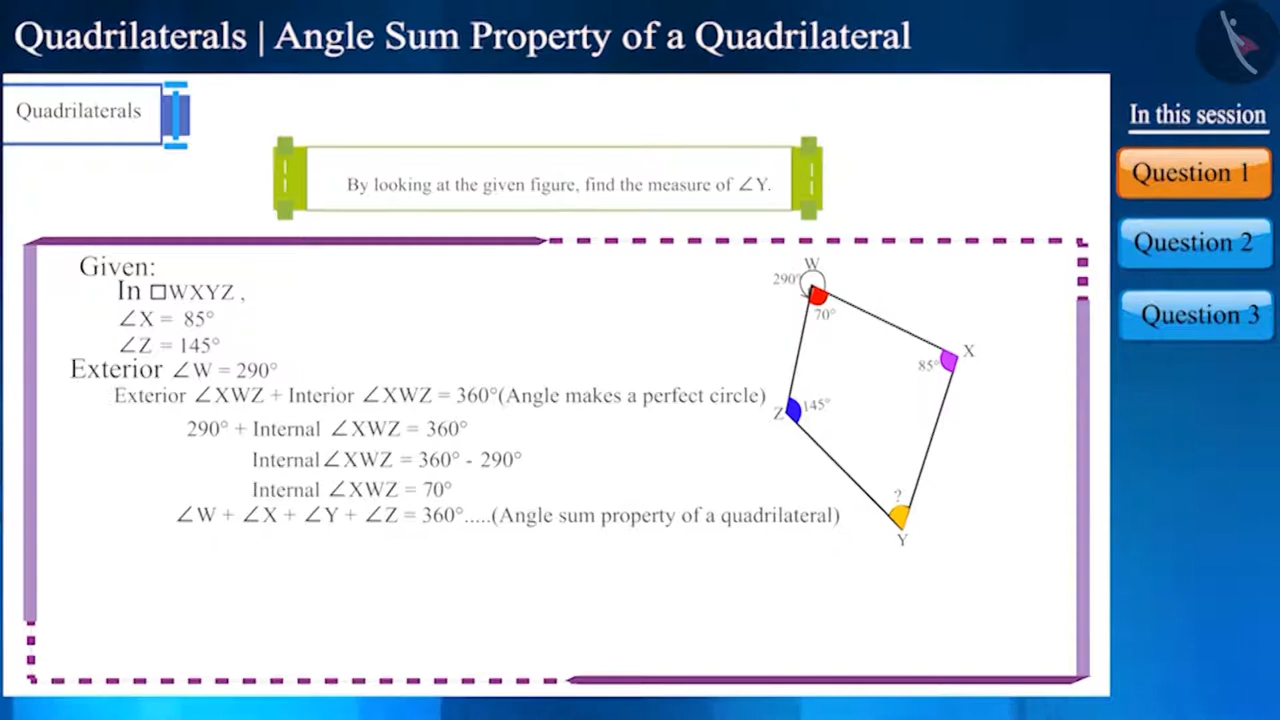 Quadrilaterals | Angle Sum Property of a Quadrilateral
Quadrilaterals
In this session
Question 1
Question 2
Question 3
By looking at the given figure, find the measure of ∠Y.
Given:
In □WXYZ,
∠X = 85°
∠Z = 145°
Exterior ∠W = 290°
Exterior ∠XWZ + Interior ∠XWZ = 360°(Angle makes a perfect circle)
290° + Internal ∠XWZ = 360°
Internal ∠XWZ = 360° - 290°
Internal ∠XWZ = 70°
∠W + ∠X + ∠Y + ∠Z = 360°.....(Angle sum property of a quadrilateral)
W
290°
70°
X
85°
Z
145°
?
Y